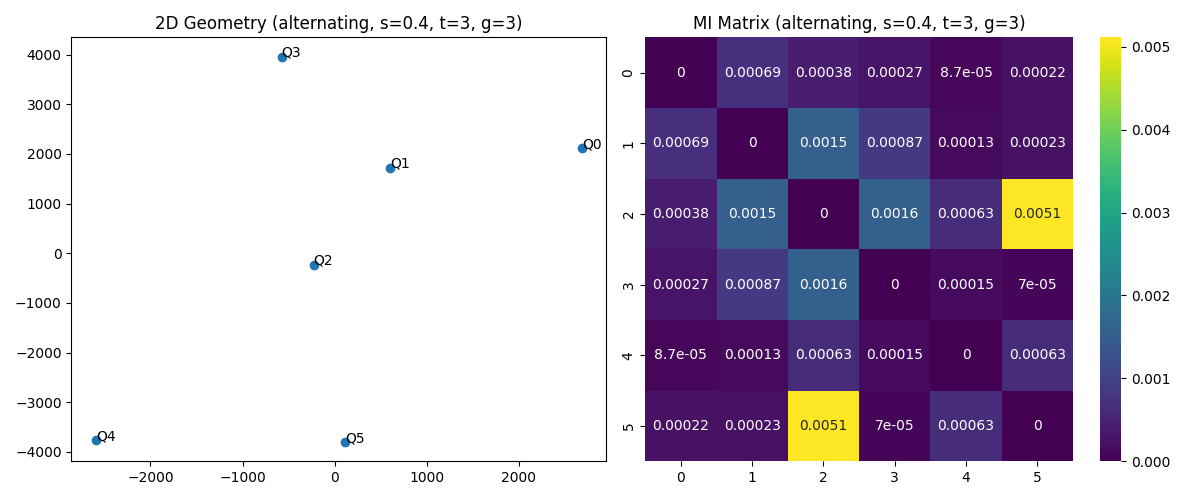 2D Geometry (alternating, s=0.4, t=3, g=3)
4000
3000
2000
1000
0
−1000
−2000
−3000
−4000
Q3
Q0
Q1
Q2
Q4
Q5
−2000 −1000 0 1000 2000
MI Matrix (alternating, s=0.4, t=3, g=3)
0 0 0.00069 0.00038 0.00027 8.7e-05 0.00022
1 0.00069 0 0.0015 0.00087 0.00013 0.00023
2 0.00038 0.0015 0 0.0016 0.00063 0.0051
3 0.00027 0.00087 0.0016 0 0.00015 7e-05
4 8.7e-05 0.00013 0.00063 0.00015 0 0.00063
5 0.00022 0.00023 0.0051 7e-05 0.00063 0
0 1 2 3 4 5
0.005
0.004
0.003
0.002
0.001
0.000